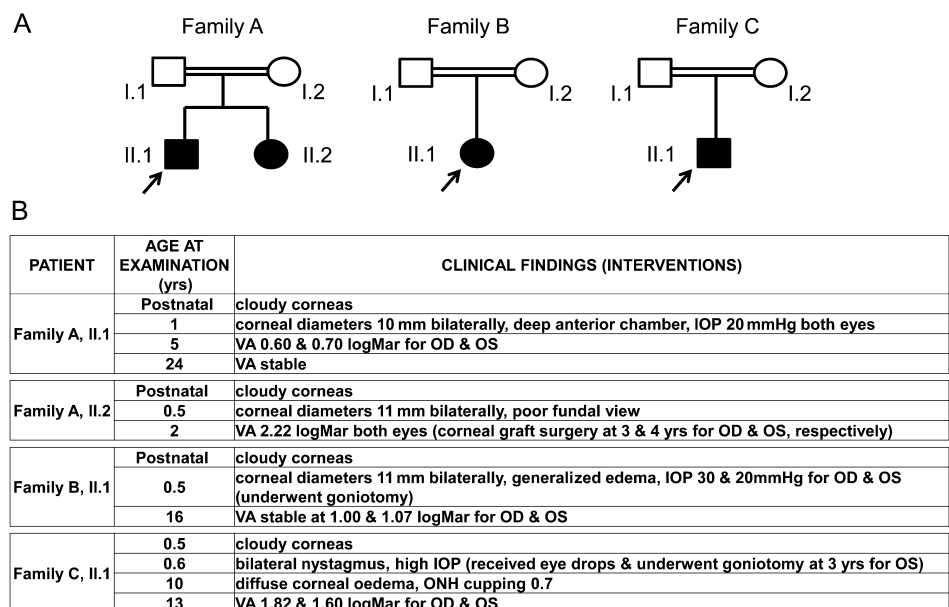 A
Family A
Family B
Family C
I.1
I.2
I.1
I.2
I.1
I.2
II.1
II.2
II.1
II.1
B
PATIENT
AGE AT
EXAMINATION
(yrs)
CLINICAL FINDINGS (INTERVENTIONS)
Family A, II.1
Postnatal cloudy corneas
1 corneal diameters 10 mm bilaterally, deep anterior chamber, IOP 20 mmHg both eyes
5 VA 0.60 & 0.70 logMar for OD & OS
24 VA stable
Family A, II.2
Postnatal cloudy corneas
0.5 corneal diameters 11 mm bilaterally, poor fundal view
2 VA 2.22 logMar both eyes (corneal graft surgery at 3 & 4 yrs for OD & OS, respectively)
Family B, II.1
Postnatal cloudy corneas
0.5 corneal diameters 11 mm bilaterally, generalized edema, IOP 30 & 20mmHg for OD & OS
(underwent goniotomy)
16 VA stable at 1.00 & 1.07 logMar for OD & OS
Family C, II.1
0.5 cloudy corneas
0.6 bilateral nystagmus, high IOP (received eye drops & underwent goniotomy at 3 yrs for OS)
10 diffuse corneal oedema, ONH cupping 0.7
13 VA 1.82 & 1.60 logMar for OD & OS